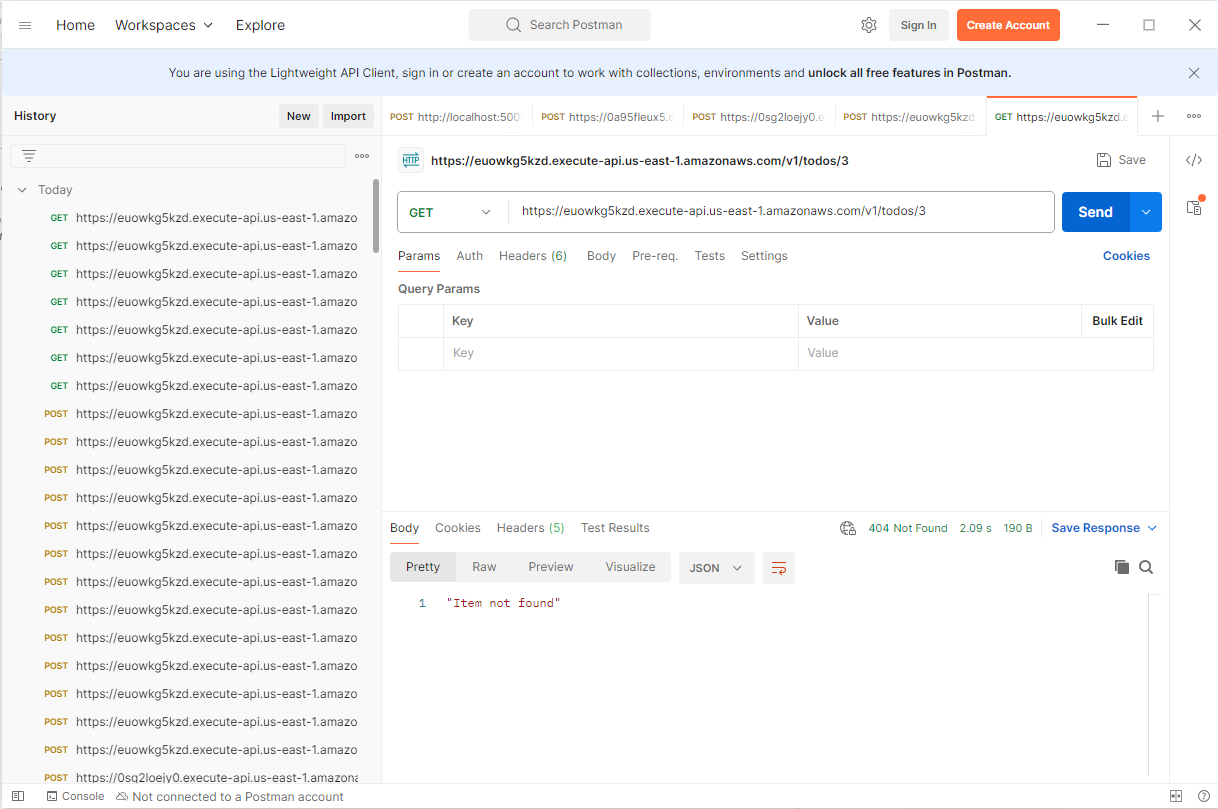 Home Workspaces Explore Search Postman Sign In Create Account
You are using the Lightweight API Client, sign in or create an account to work with collections, environments and unlock all free features in Postman.
History New Import
Today
GET https://euowkg5kzd.execute-api.us-east-1.amazo
GET https://euowkg5kzd.execute-api.us-east-1.amazo
GET https://euowkg5kzd.execute-api.us-east-1.amazo
GET https://euowkg5kzd.execute-api.us-east-1.amazo
GET https://euowkg5kzd.execute-api.us-east-1.amazo
GET https://euowkg5kzd.execute-api.us-east-1.amazo
GET https://euowkg5kzd.execute-api.us-east-1.amazo
POST https://euowkg5kzd.execute-api.us-east-1.amazo
POST https://euowkg5kzd.execute-api.us-east-1.amazo
POST https://euowkg5kzd.execute-api.us-east-1.amazo
POST https://euowkg5kzd.execute-api.us-east-1.amazo
POST https://euowkg5kzd.execute-api.us-east-1.amazo
POST https://euowkg5kzd.execute-api.us-east-1.amazo
POST https://euowkg5kzd.execute-api.us-east-1.amazo
POST https://euowkg5kzd.execute-api.us-east-1.amazo
POST https://euowkg5kzd.execute-api.us-east-1.amazo
POST https://euowkg5kzd.execute-api.us-east-1.amazo
POST https://euowkg5kzd.execute-api.us-east-1.amazo
POST https://euowkg5kzd.execute-api.us-east-1.amazo
POST https://euowkg5kzd.execute-api.us-east-1.amazo
POST https://0sg2loejy0.execute-api.us-east-1.amazona
POST http://localhost:500 POST https://0a95fleux5.e POST https://0sg2loejy0.e POST https://euowkg5kzd GET https://euowkg5kzd.e
HTTP https://euowkg5kzd.execute-api.us-east-1.amazonaws.com/v1/todos/3 Save
GET https://euowkg5kzd.execute-api.us-east-1.amazonaws.com/v1/todos/3 Send
Params Auth Headers (6) Body Pre-req. Tests Settings Cookies
Query Params
Key Value Bulk Edit
Key Value
Body Cookies Headers (5) Test Results 404 Not Found 2.09 s 190 B Save Response
Pretty Raw Preview Visualize JSON
1 "Item not found"
Console Not connected to a Postman account